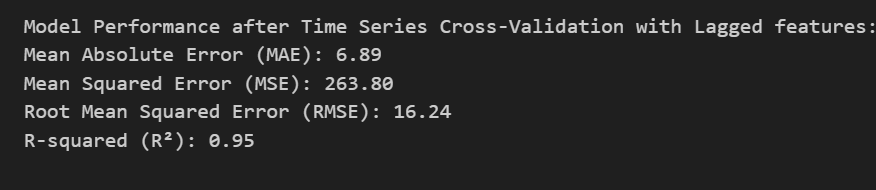 Model Performance after Time Series Cross-Validation with Lagged features:
Mean Absolute Error (MAE): 6.89
Mean Squared Error (MSE): 263.80
Root Mean Squared Error (RMSE): 16.24
R-squared (R²): 0.95